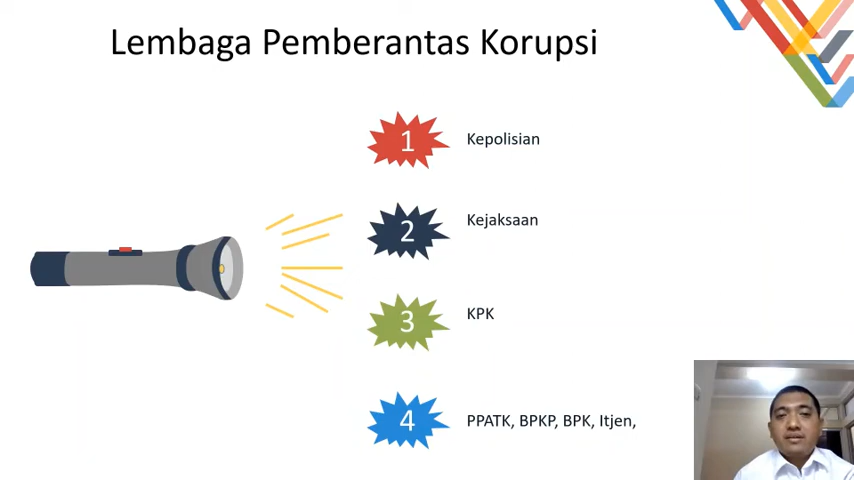 Lembaga Pemberantas Korupsi
1
Kepolisian
2
Kejaksaan
3
KPK
4
PPATK, BPKP, BPK, Itjen,